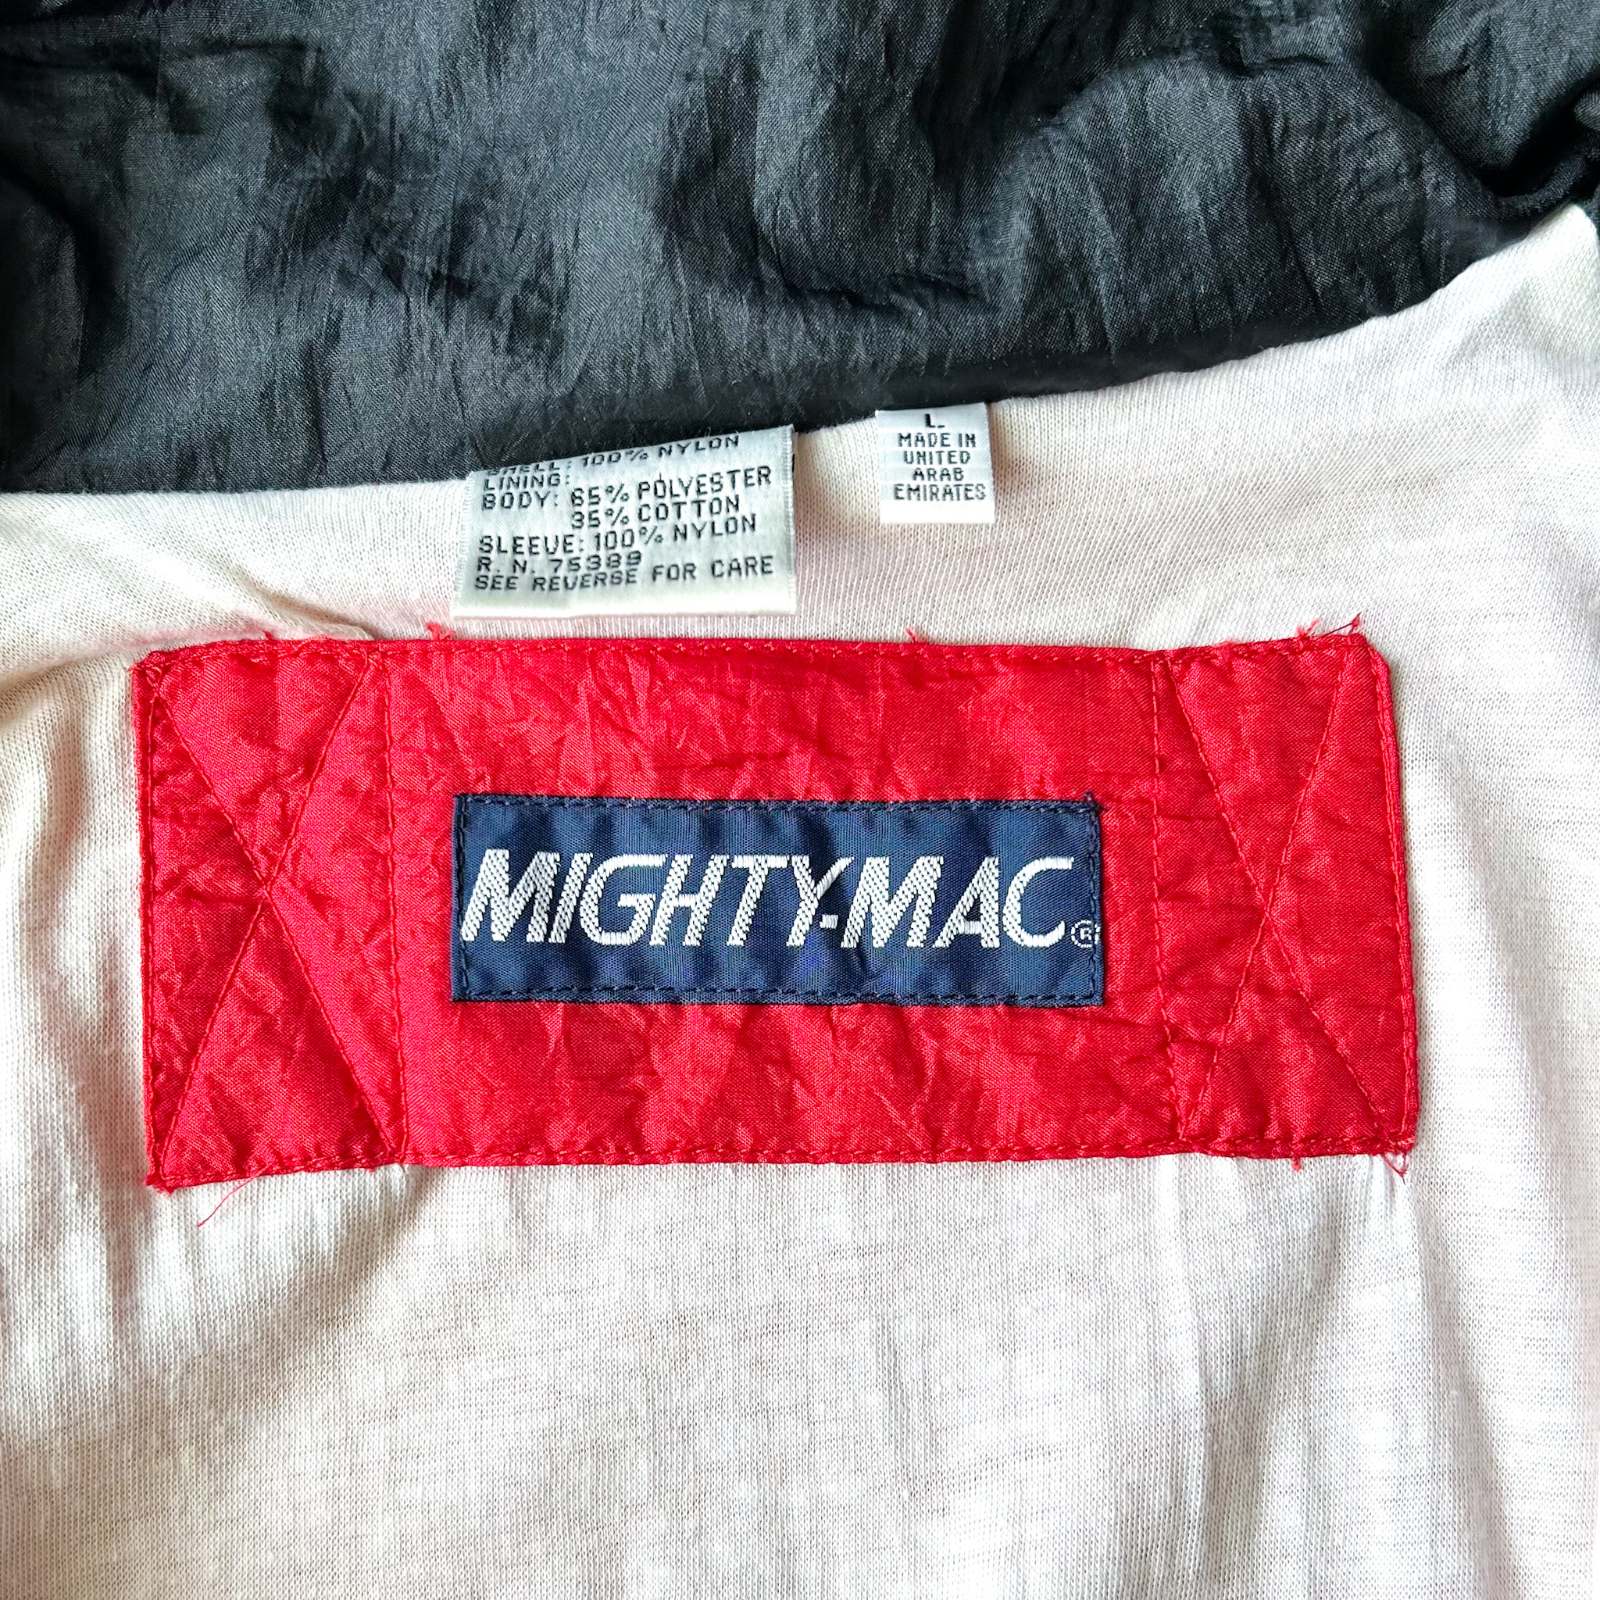 SHELL: 100% NYLON
LINING:
BODY: 65% POLYESTER
35% COTTON
SLEEVE: 100% NYLON
R. N. 75389
SEE REVERSE FOR CARE
L
MADE IN
UNITED
ARAB
EMIRATES
MIGHTY-MAC®